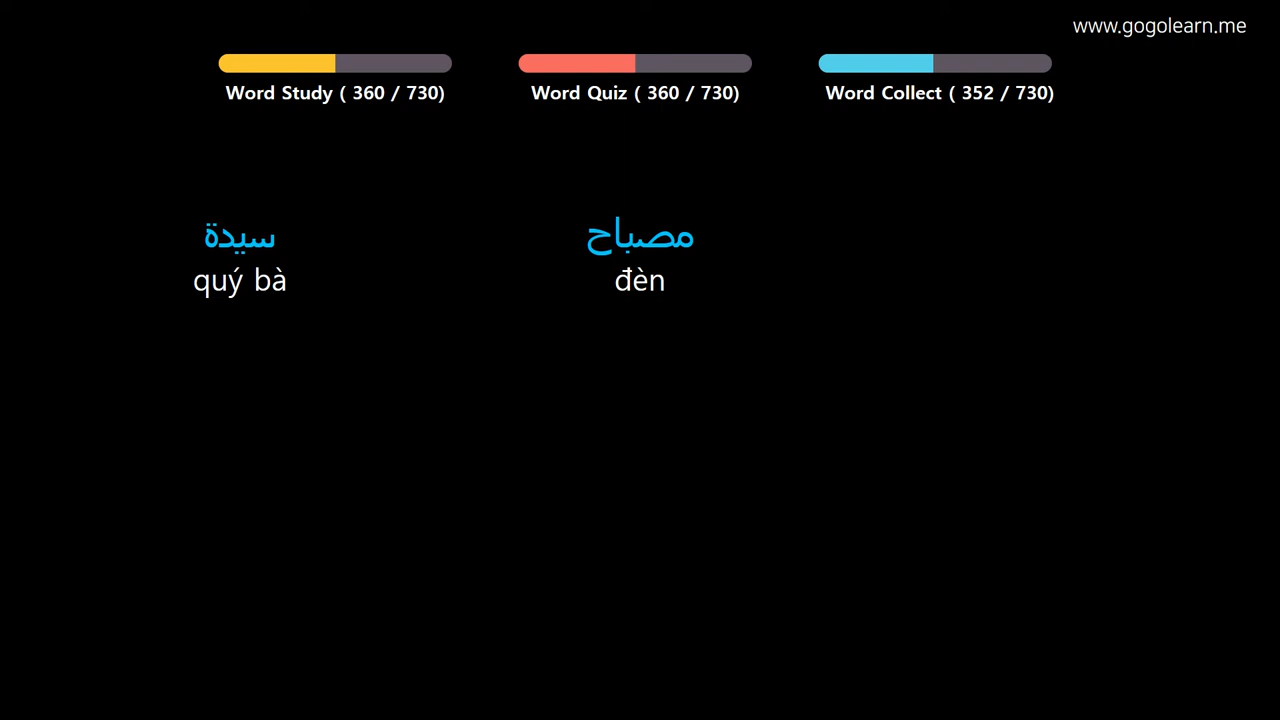 www.gogolearn.me
Word Study ( 360 / 730)
Word Quiz ( 360 / 730)
Word Collect ( 352 / 730)
سيدة
quý bà
مصباح
đèn